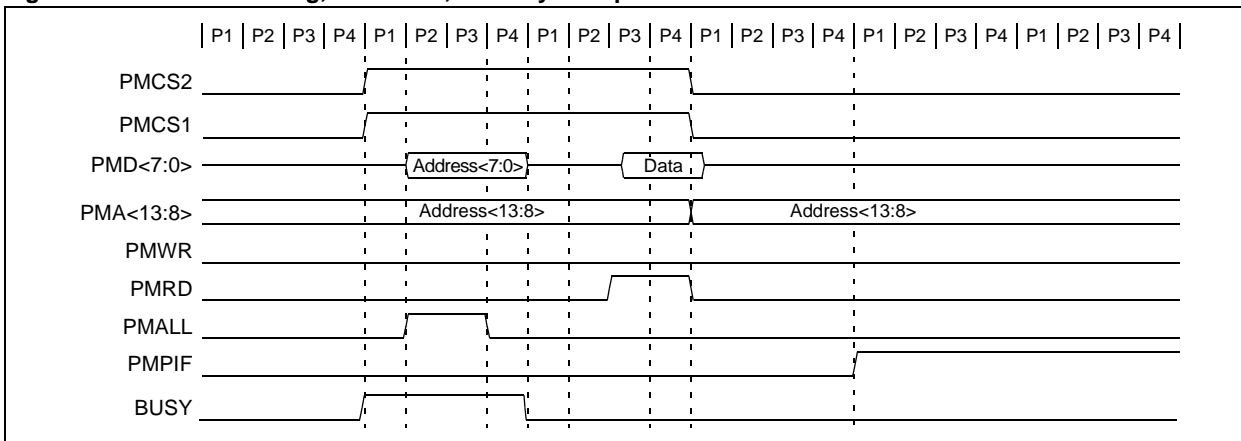 P1 P2 P3 P4 P1 P2 P3 P4 P1 P2 P3 P4 P1 P2 P3 P4 P1 P2 P3 P4 P1 P2 P3 P4
PMCS2
PMCS1
PMD<7:0> Address<7:0> Data
PMA<13:8> Address<13:8> Address<13:8>
PMWR
PMRD
PMALL
PMPIF
BUSY